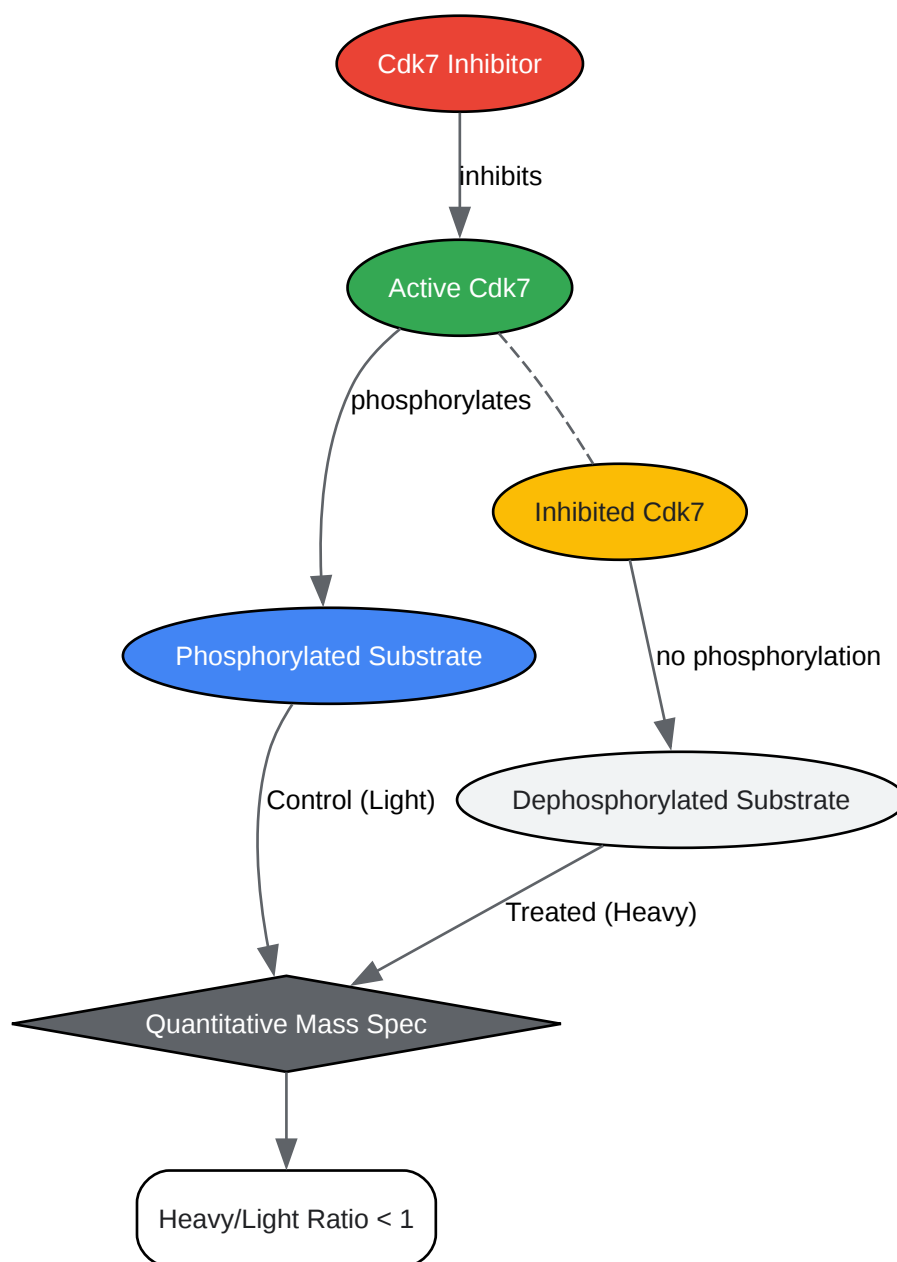 Cdk7 Inhibitor
inhibits
Active Cdk7
phosphorylates
Inhibited Cdk7
Phosphorylated Substrate
no phosphorylation
Control (Light)
Dephosphorylated Substrate
Treated (Heavy)
Quantitative Mass Spec
Heavy/Light Ratio < 1